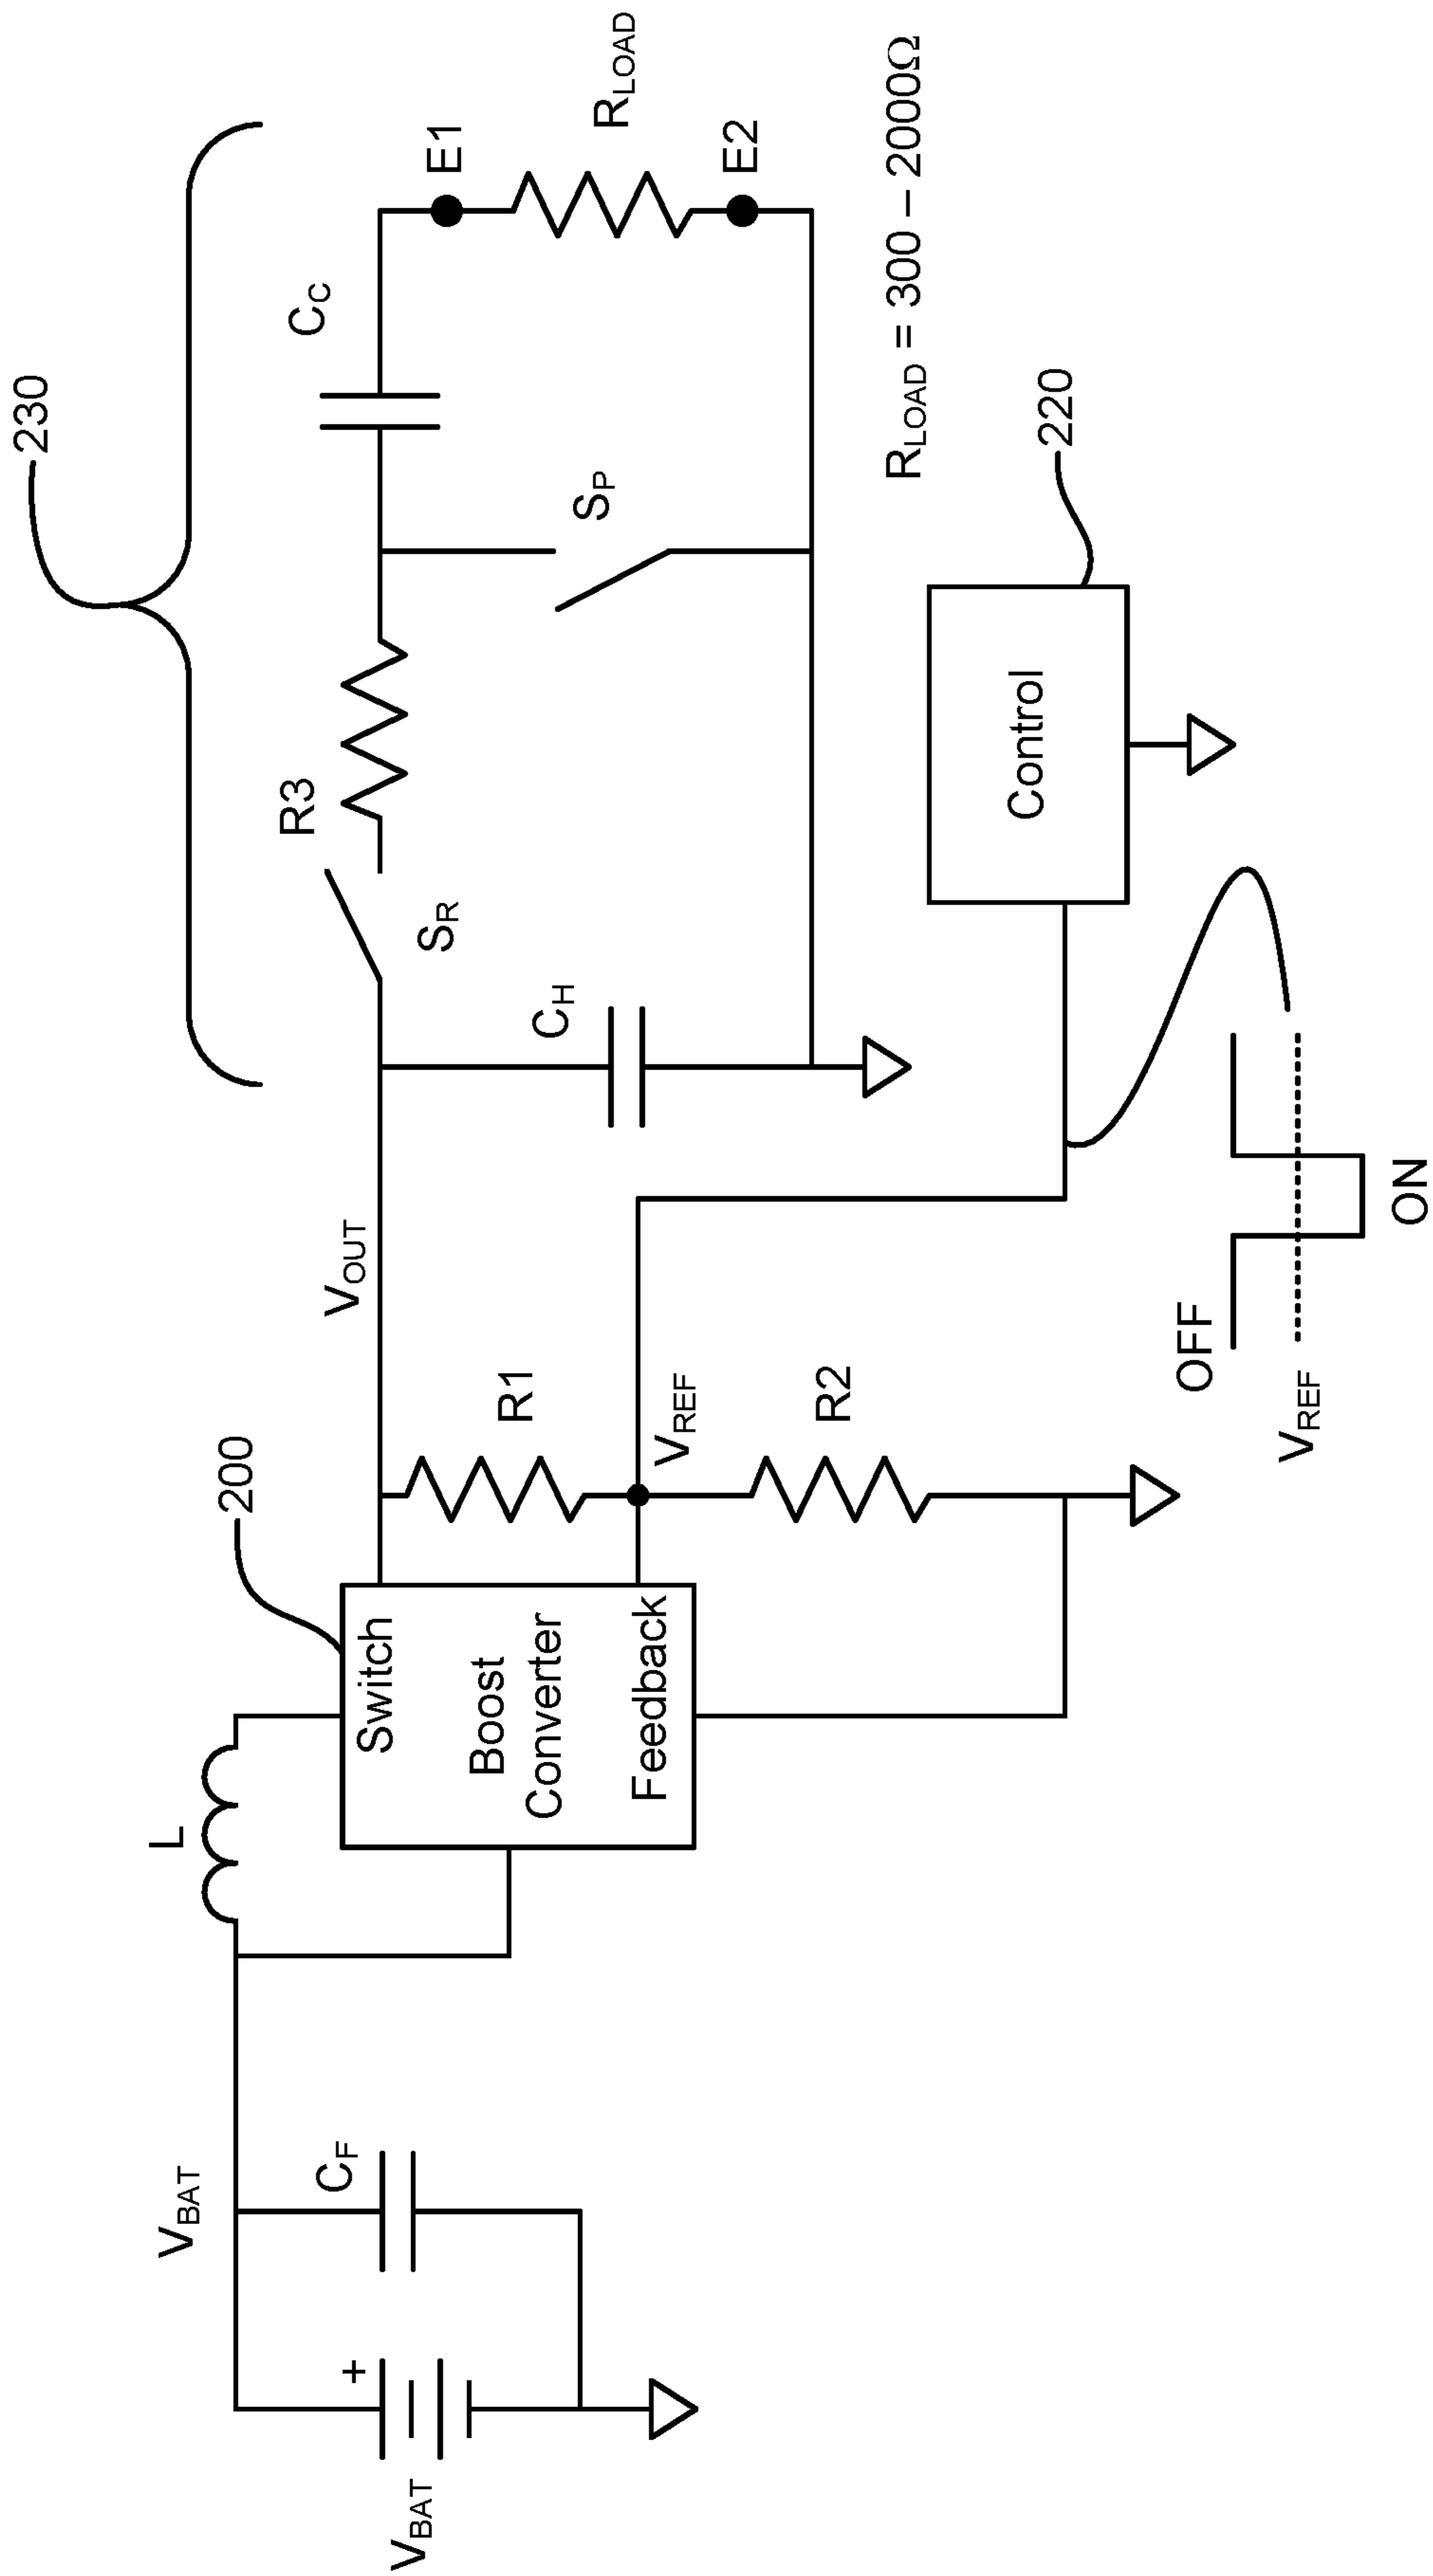 230
200
L
V_BAT
V_BAT
+
C_F
Switch
Boost
Converter
Feedback
V_OUT
R1
V_REF
R2
C_H
S_R
R3
S_P
C_C
E1
R_LOAD
E2
R_LOAD = 300 – 2000Ω
Control
220
OFF
V_REF
ON